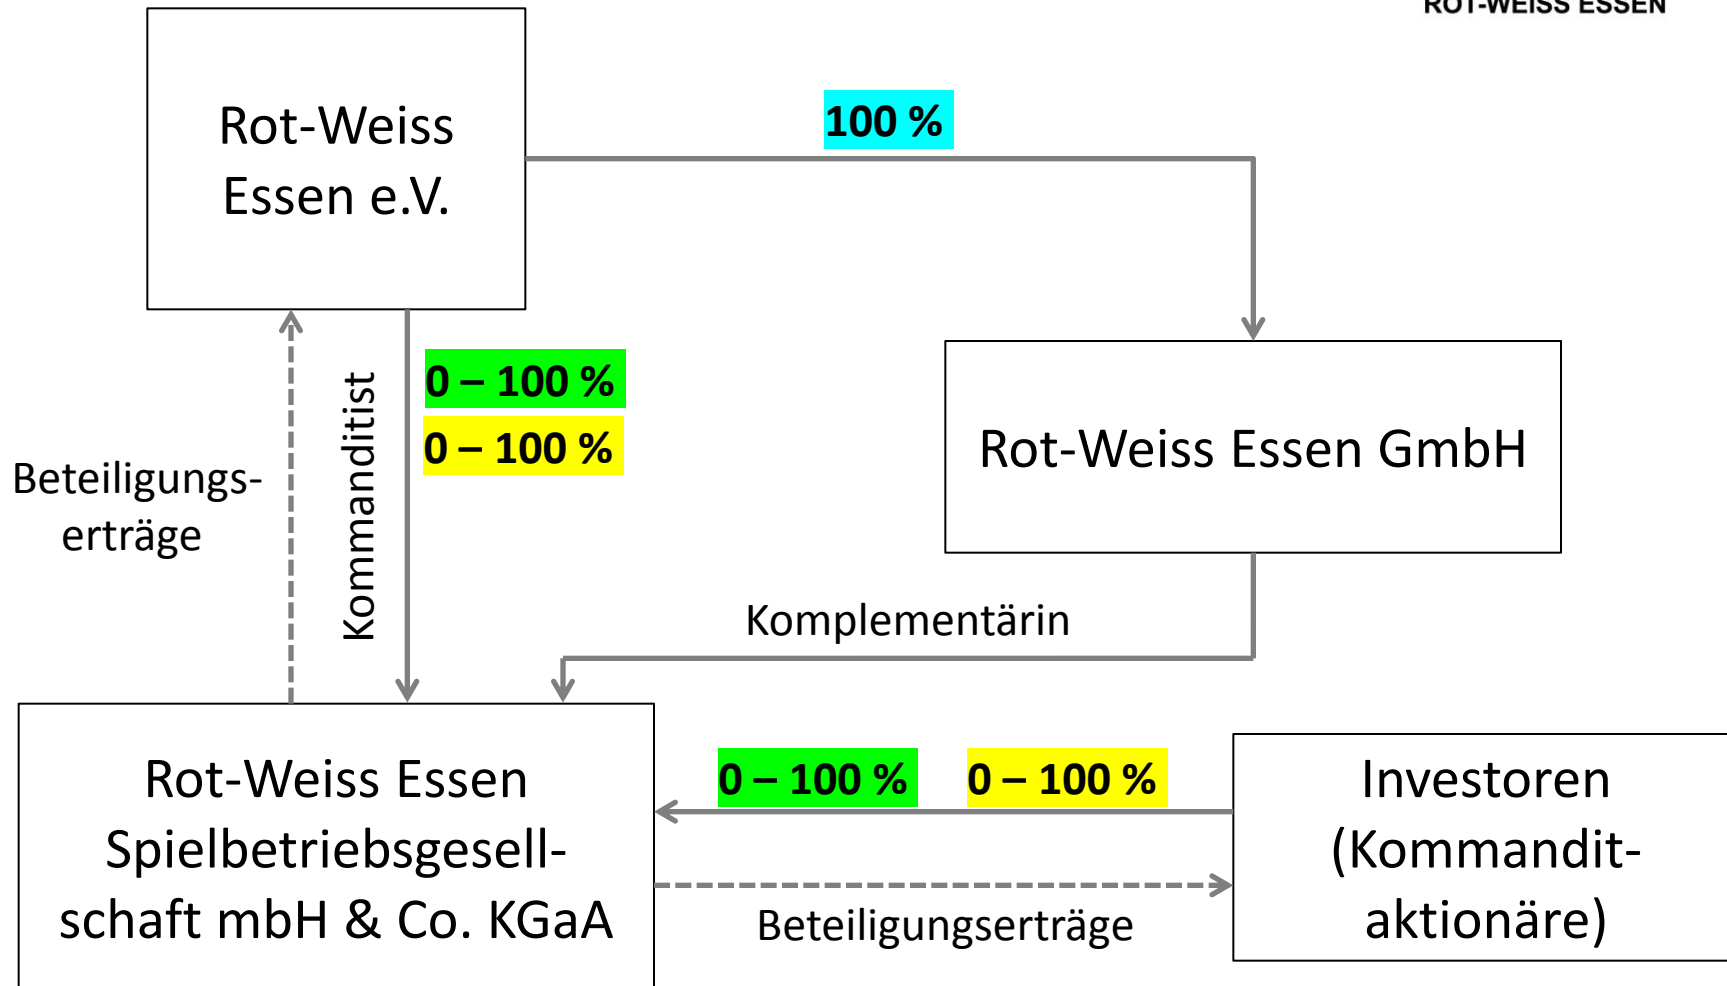 ROT-WEISS ESSEN
Rot-Weiss
Essen e.V.
100 %
0 – 100 %
0 – 100 %
Kommanditist
Beteiligungs-
erträge
Rot-Weiss Essen GmbH
Komplementärin
Rot-Weiss Essen
Spielbetriebsgesell-
schaft mbH & Co. KGaA
0 – 100 %
0 – 100 %
Beteiligungserträge
Investoren
(Kommandit-
aktionäre)